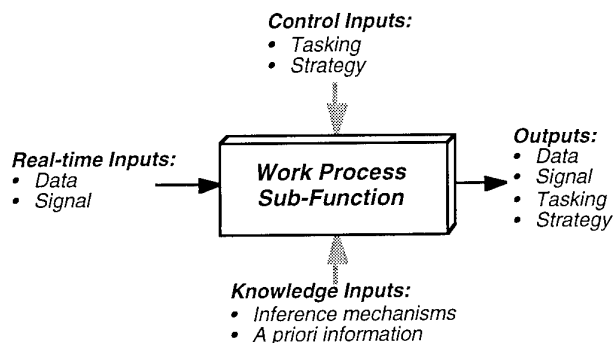 Control Inputs:
• Tasking
• Strategy
Real-time Inputs:
• Data
• Signal
Work Process
Sub-Function
Outputs:
• Data
• Signal
• Tasking
• Strategy
Knowledge Inputs:
• Inference mechanisms
• A priori information